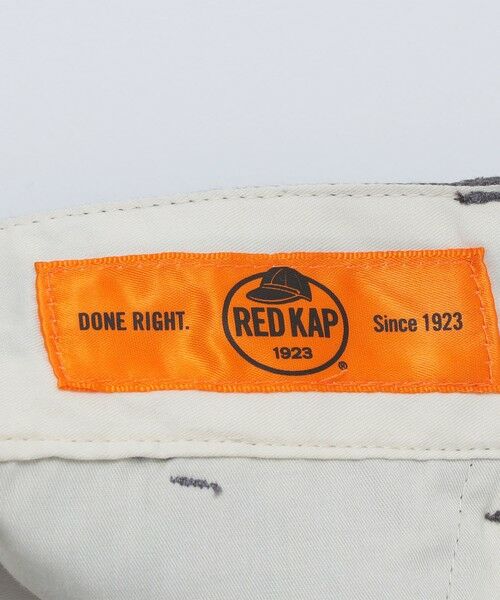 DONE RIGHT.
RED KAP
1923
®
Since 1923